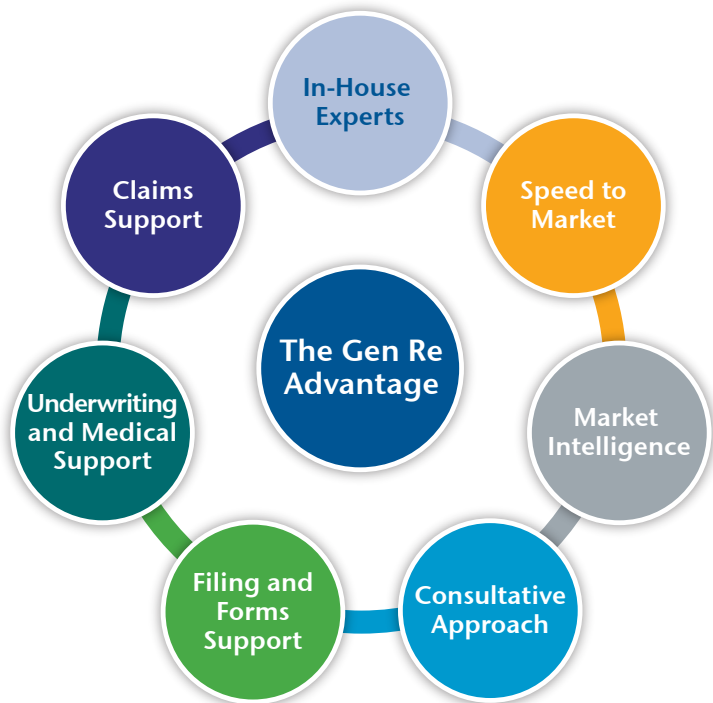 In-House
Experts
Speed to
Market
Market
Intelligence
Consultative
Approach
Filing and
Forms
Support
Underwriting
and Medical
Support
Claims
Support
The Gen Re
Advantage